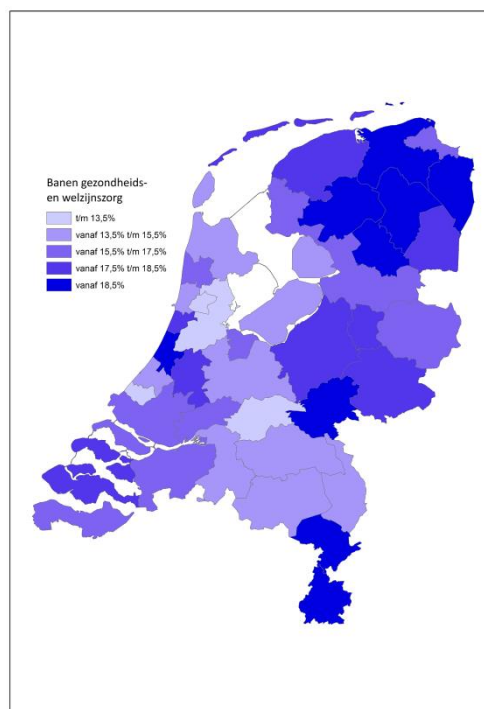 Banen gezondheids-
en welzijnszorg
t/m 13,5%
vanaf 13,5% t/m 15,5%
vanaf 15,5% t/m 17,5%
vanaf 17,5% t/m 18,5%
vanaf 18,5%